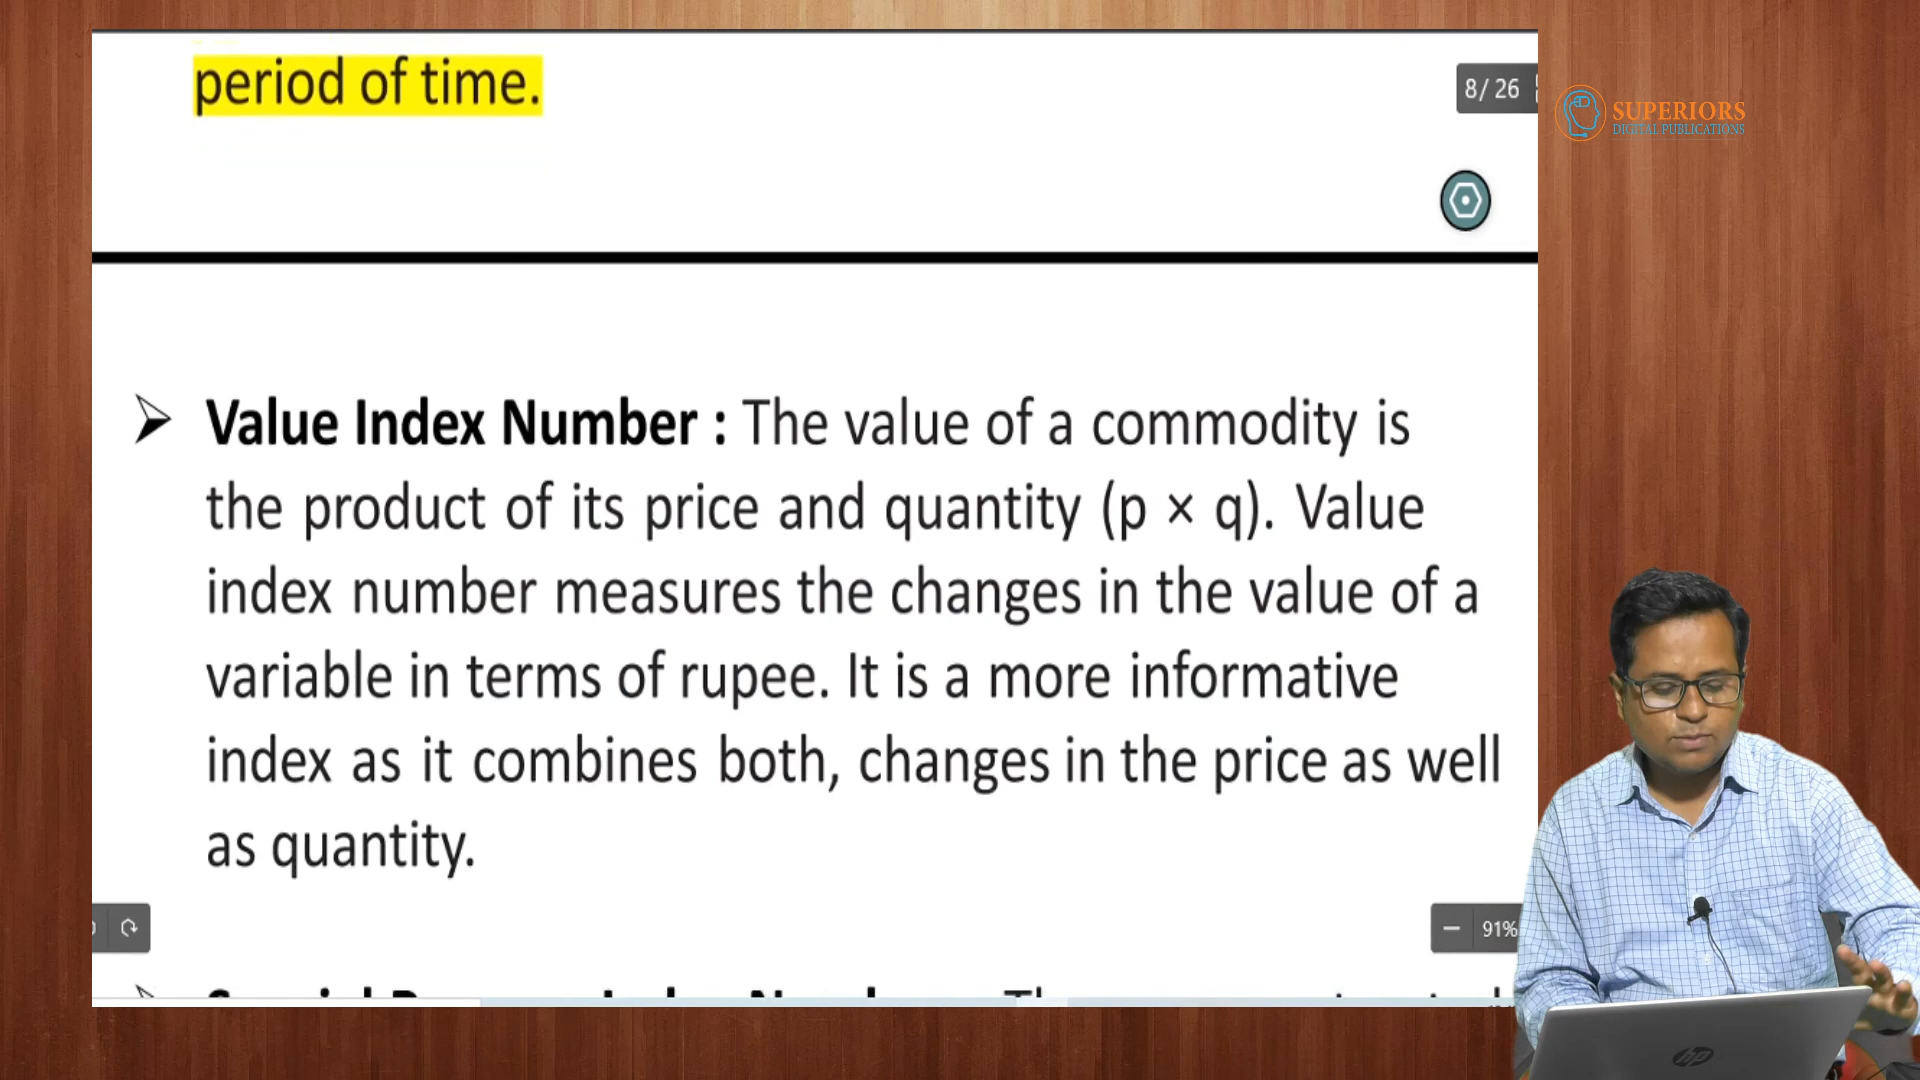 period of time.
8/ 26
SUPERIORS
DIGITAL PUBLICATIONS
➢ Value Index Number : The value of a commodity is
the product of its price and quantity (p × q). Value
index number measures the changes in the value of a
variable in terms of rupee. It is a more informative
index as it combines both, changes in the price as well
as quantity.
91%
hp